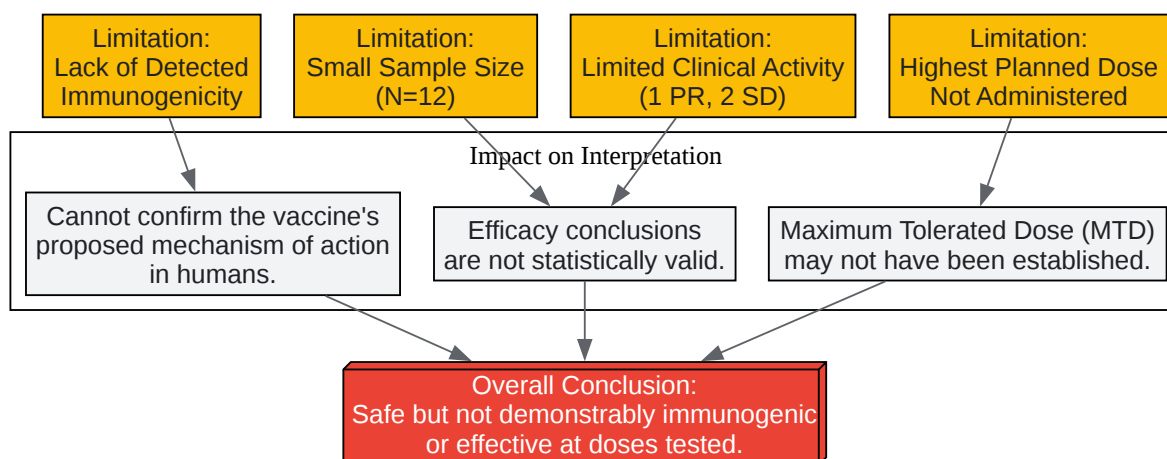 Limitation:
Lack of Detected
Immunogenicity
Limitation:
Small Sample Size
(N=12)
Limitation:
Limited Clinical Activity
(1 PR, 2 SD)
Limitation:
Highest Planned Dose
Not Administered
Impact on Interpretation
Cannot confirm the vaccine's
proposed mechanism of action
in humans.
Efficacy conclusions
are not statistically valid.
Maximum Tolerated Dose (MTD)
may not have been established.
Overall Conclusion:
Safe but not demonstrably immunogenic
or effective at doses tested.